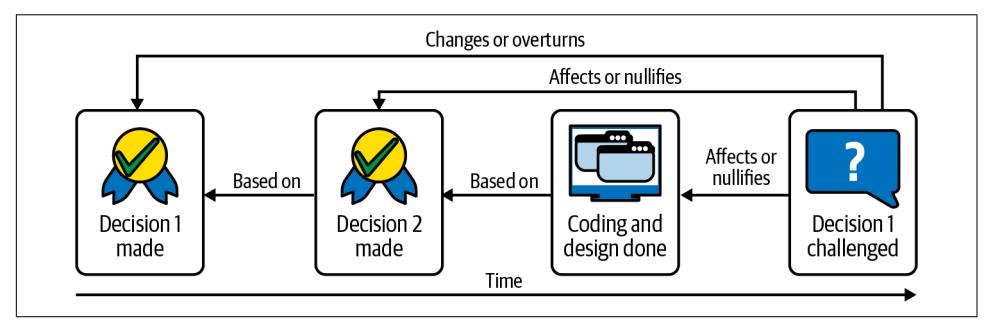 Changes or overturns
Affects or nullifies
Based on
Based on
Affects or
nullifies
?
Decision 1
made
Decision 2
made
Coding and
design done
Decision 1
challenged
Time